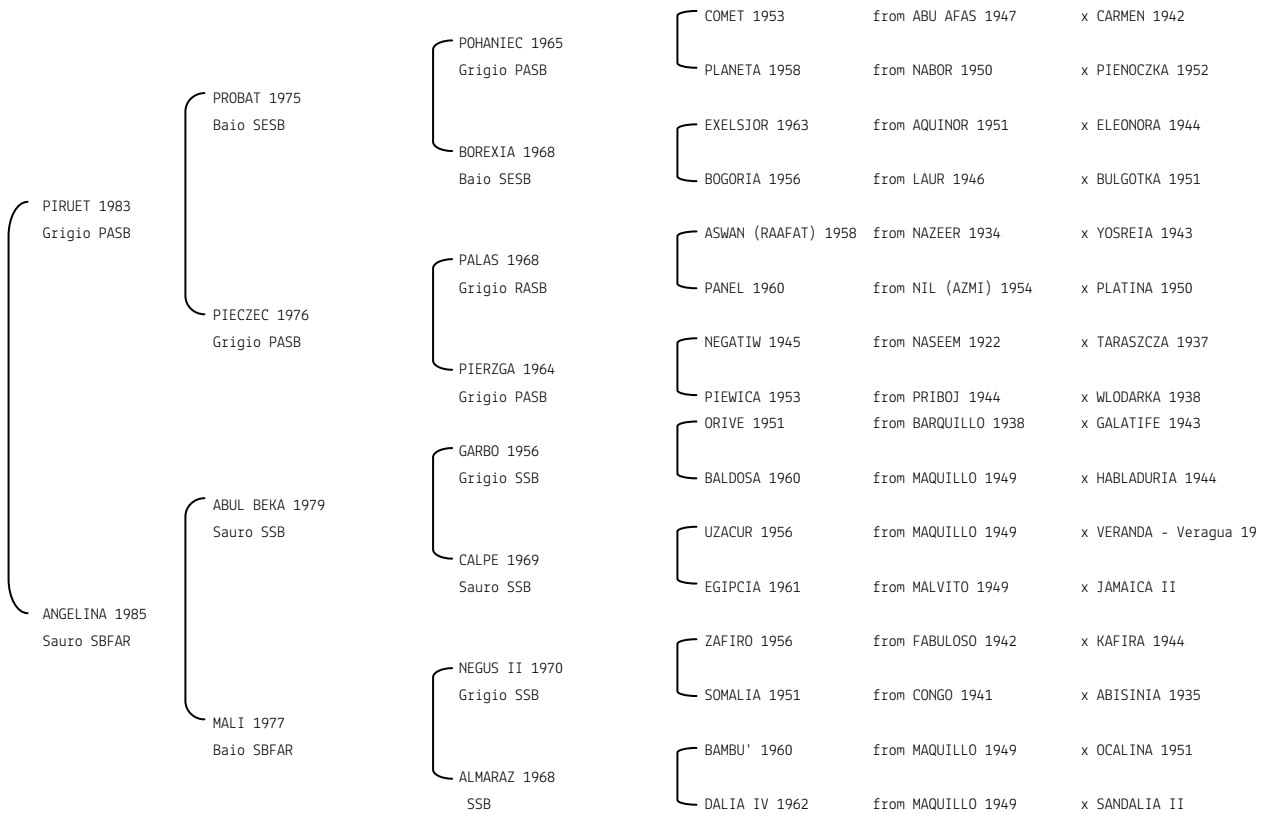 COMET 1953 from ABU AFAS 1947 x CARMEN 1942
POHANIEC 1965
Grigio PASB
PLANETA 1958 from NABOR 1950 x PIENOCZKA 1952
PROBAT 1975
Baio SESB
EXELSJOR 1963 from AQUINOR 1951 x ELEONORA 1944
BOREXIA 1968
Baio SESB
BOGORIA 1956 from LAUR 1946 x BULGOTKA 1951
PIRUET 1983
Grigio PASB
ASWAN (RAAFAT) 1958 from NAZEER 1934 x YOSREIA 1943
PALAS 1968
Grigio RASB
PANEL 1960 from NIL (AZMI) 1954 x PLATINA 1950
PIECZEC 1976
Grigio PASB
NEGATIW 1945 from NASEEM 1922 x TARASZCZA 1937
PIERZGA 1964
Grigio PASB
PIEWICA 1953 from PRIBOJ 1944 x WLODARKA 1938
ORIVE 1951 from BARQUILLO 1938 x GALATIFE 1943
GARBO 1956
Grigio SSB
BALDOSA 1960 from MAQUILLO 1949 x HABLADURIA 1944
ABUL BEKA 1979
Sauro SSB
UZACUR 1956 from MAQUILLO 1949 x VERANDA - Veragua 19
CALPE 1969
Sauro SSB
EGIPCIA 1961 from MALVITO 1949 x JAMAICA II
ANGELINA 1985
Sauro SBFAR
ZAFIRO 1956 from FABULOSO 1942 x KAFIRA 1944
NEGUS II 1970
Grigio SSB
SOMALIA 1951 from CONGO 1941 x ABISINIA 1935
MALI 1977
Baio SBFAR
BAMBU' 1960 from MAQUILLO 1949 x OCALINA 1951
ALMARAZ 1968
SSB
DALIA IV 1962 from MAQUILLO 1949 x SANDALIA II